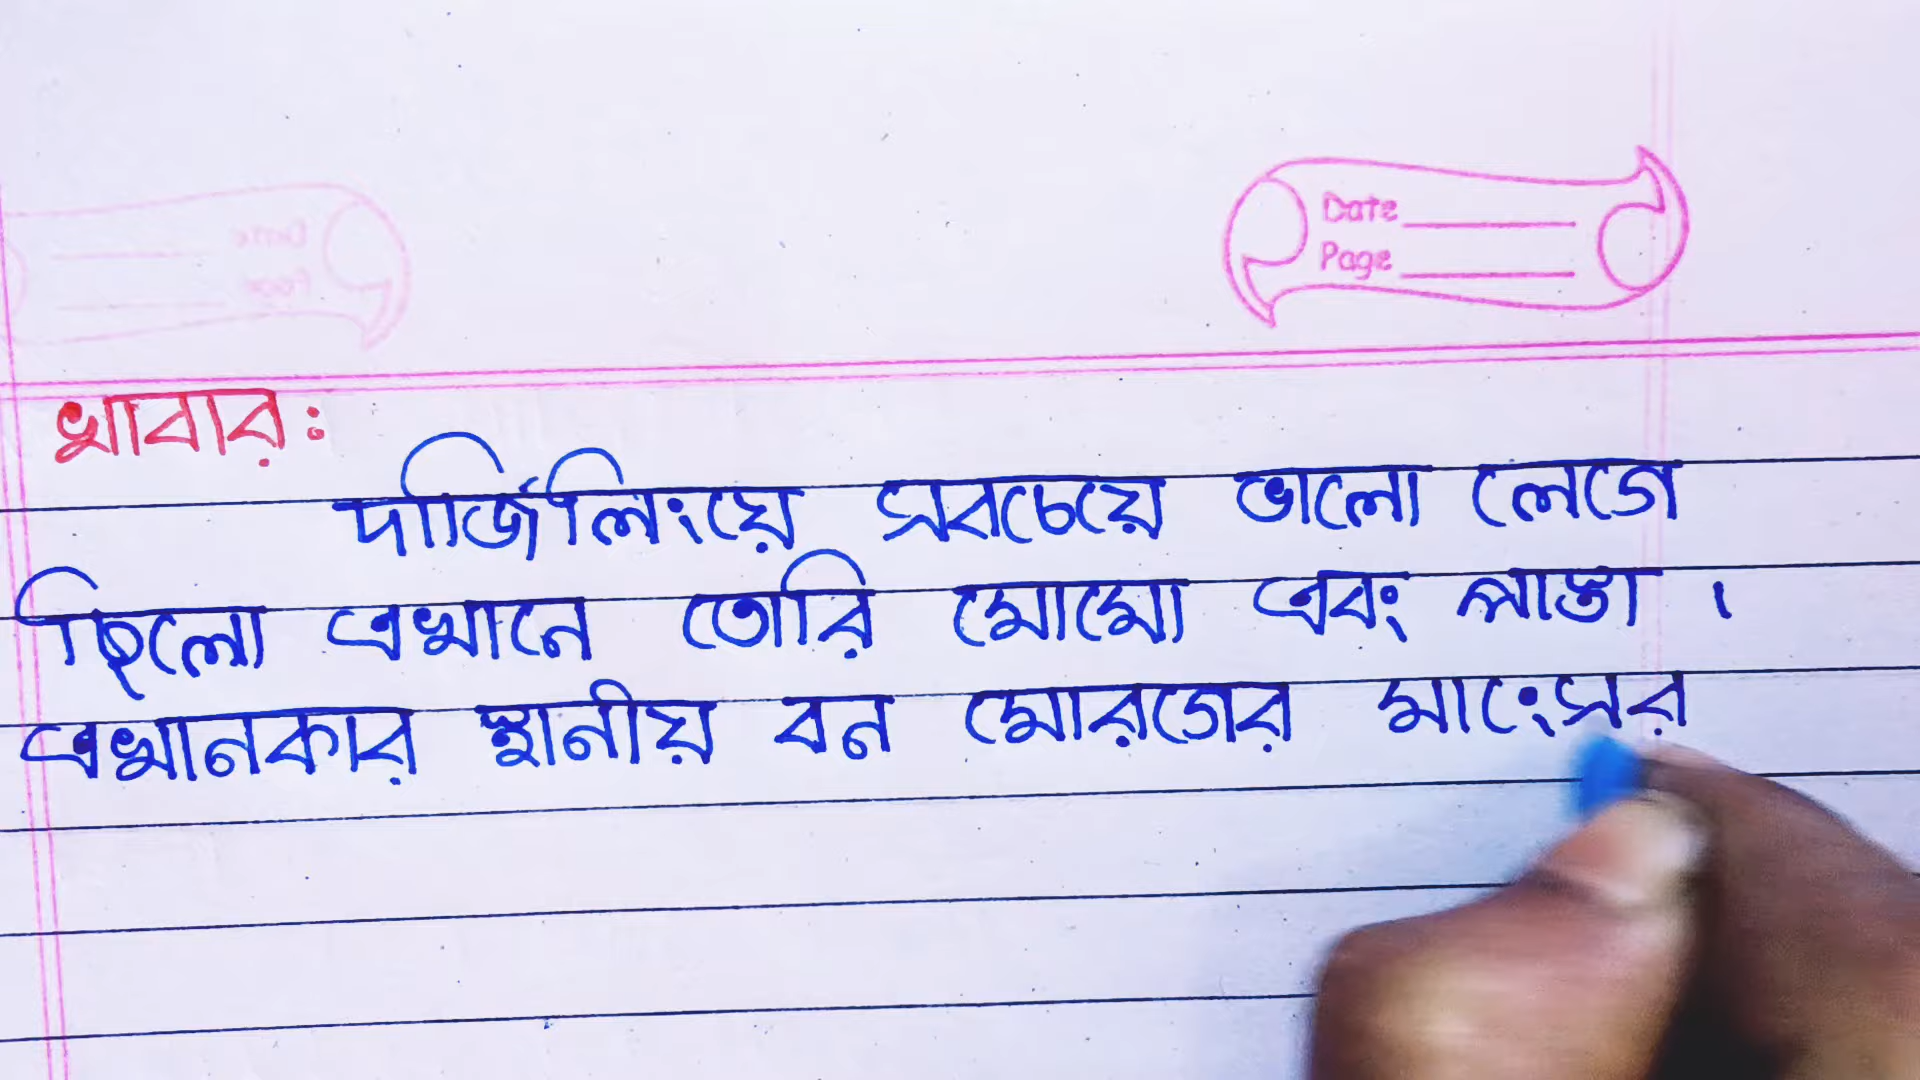 Date
Page
খাবার:
দার্জিলিংয়ে সবচেয়ে ভালো লেগে
ছিলো এখানে তৈরি মোমো এবং পাস্তা ।
এখানকার স্থানীয় বন মোরগের মাংসের